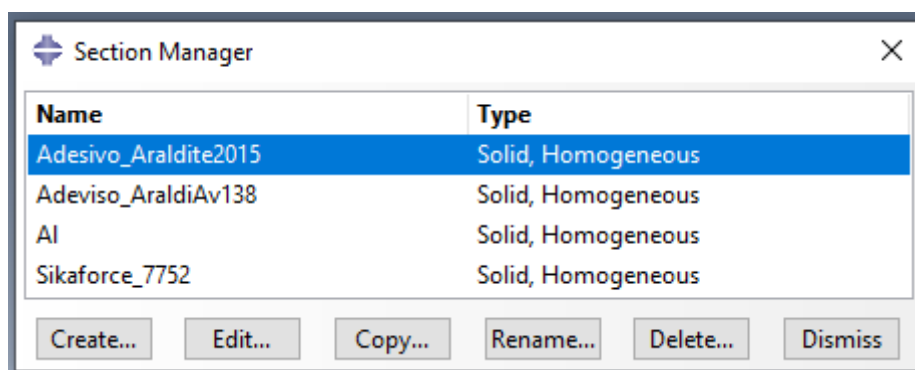 Section Manager
Name Type
Adesivo_Araldite2015 Solid, Homogeneous
Adeviso_AraldiAv138 Solid, Homogeneous
Al Solid, Homogeneous
Sikaforce_7752 Solid, Homogeneous
Create... Edit... Copy... Rename... Delete... Dismiss